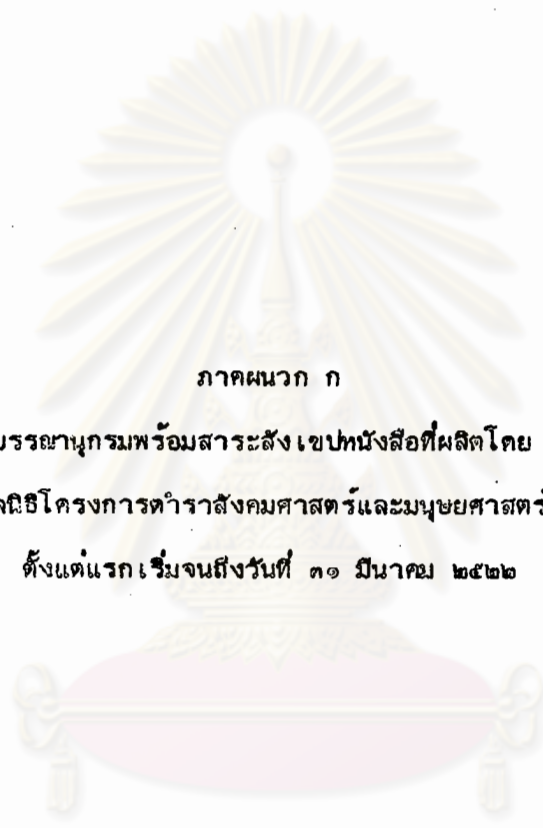 ภาคผนวก ก
บรรณานุกรมพร้อมสาระสังเขปหนังสือที่ผลิตโดย
มูลนิธิโครงการตำราสังคมศาสตร์และมนุษยศาสตร์
ตั้งแต่แรกเริ่มจนถึงวันที่ ๓๑ มีนาคม ๒๕๒๒